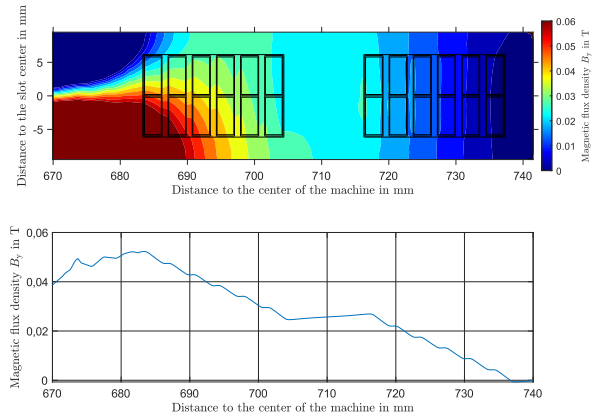 Distance to the slot center in mm
5
0
-5
670 680 690 700 710 720 730 740
Distance to the center of the machine in mm
0.06
0.05
0.04
0.03
0.02
0.01
0
Magnetic flux density By in T
Magnetic flux density By in T
0,06
0,04
0,02
0
670 680 690 700 710 720 730 740
Distance to the center of the machine in mm